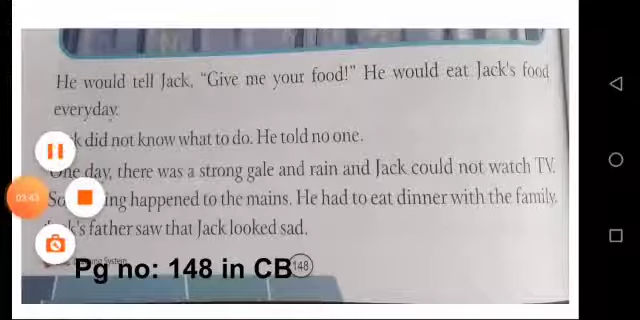 He would tell Jack, "Give me your food!" He would eat Jack's food
everyday.
did not know what to do. He told no one.
One day, there was a strong gale and rain and Jack could not watch TV.
happened to the mains. He had to eat dinner with the family.
father saw that Jack looked sad.
System
Pg no: 148 in CB
148
03:43